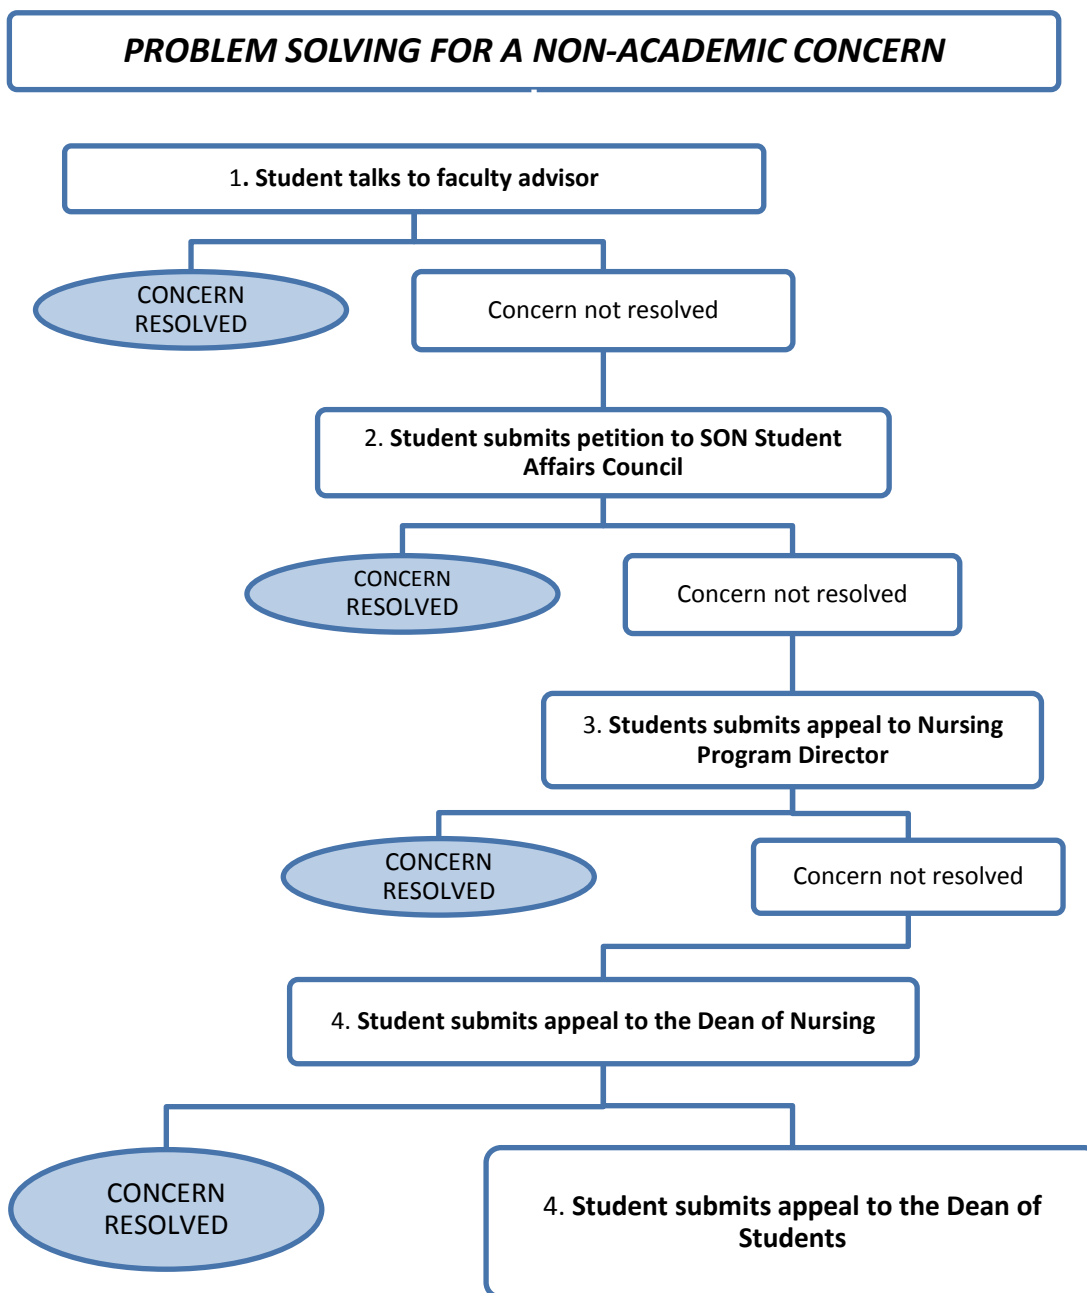 PROBLEM SOLVING FOR A NON-ACADEMIC CONCERN
1. Student talks to faculty advisor
CONCERN
RESOLVED
Concern not resolved
2. Student submits petition to SON Student
Affairs Council
CONCERN
RESOLVED
Concern not resolved
3. Students submits appeal to Nursing
Program Director
CONCERN
RESOLVED
Concern not resolved
4. Student submits appeal to the Dean of Nursing
CONCERN
RESOLVED
4. Student submits appeal to the Dean of
Students